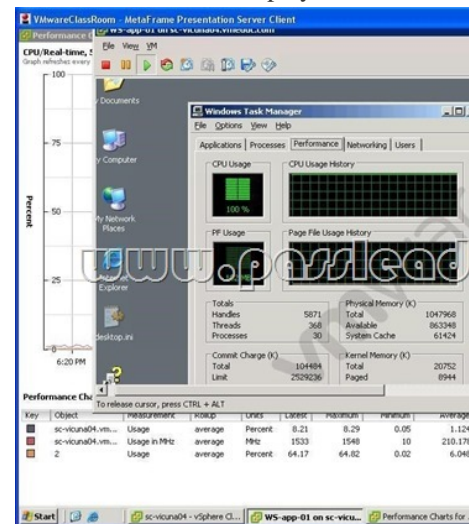 VMwareClassRoom - MetaFrame Presentation Server Client
Performance C
WS-app-01 on sc-vicuna04.vmeduc.com
CPU/Real-time,
File View VM
Graph refreshes every
100
Documents
Windows Task Manager
File Options View Help
Applications Processes Performance Networking Users
75
y Computer
CPU Usage
CPU Usage History
100 %
Percent
50
My Network
Places
PF Usage
Page File Usage History
www.passlead
25
Explorer
desktop.ini
Totals
Handles 5871
Threads 368
Processes 30
Physical Memory (K)
Total 1047968
Available 863348
System Cache 61424
0
6:20 PM
Commit Charge (K)
Total 104484
Limit 2529236
Kernel Memory (K)
Total 20752
Paged 8944
To release cursor, press CTRL + ALT
Performance Cha
Key Object Measurement Rollup Units Latest Maximum Minimum Average
sc-vicuna04.vm... Usage average Percent 8.21 8.29 0.05 1.124
sc-vicuna04.vm... Usage in MHz average MHz 1533 1548 10 210.178
2 Usage average Percent 64.17 64.82 0.02 6.048
Start
sc-vicuna04 - vSphere Cl...
WS-app-01 on sc-vicu...
Performance Charts for